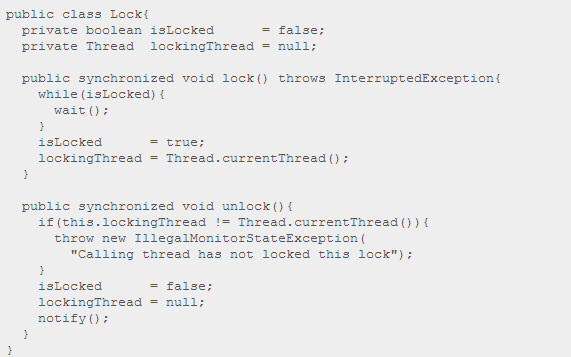 public class Lock{
  private boolean isLocked      = false;
  private Thread  lockingThread = null;

  public synchronized void lock() throws InterruptedException{
    while(isLocked){
      wait();
    }
    isLocked      = true;
    lockingThread = Thread.currentThread();
  }

  public synchronized void unlock(){
    if(this.lockingThread != Thread.currentThread()){
      throw new IllegalMonitorStateException(
        "Calling thread has not locked this lock");
    }
    isLocked      = false;
    lockingThread = null;
    notify();
  }
}